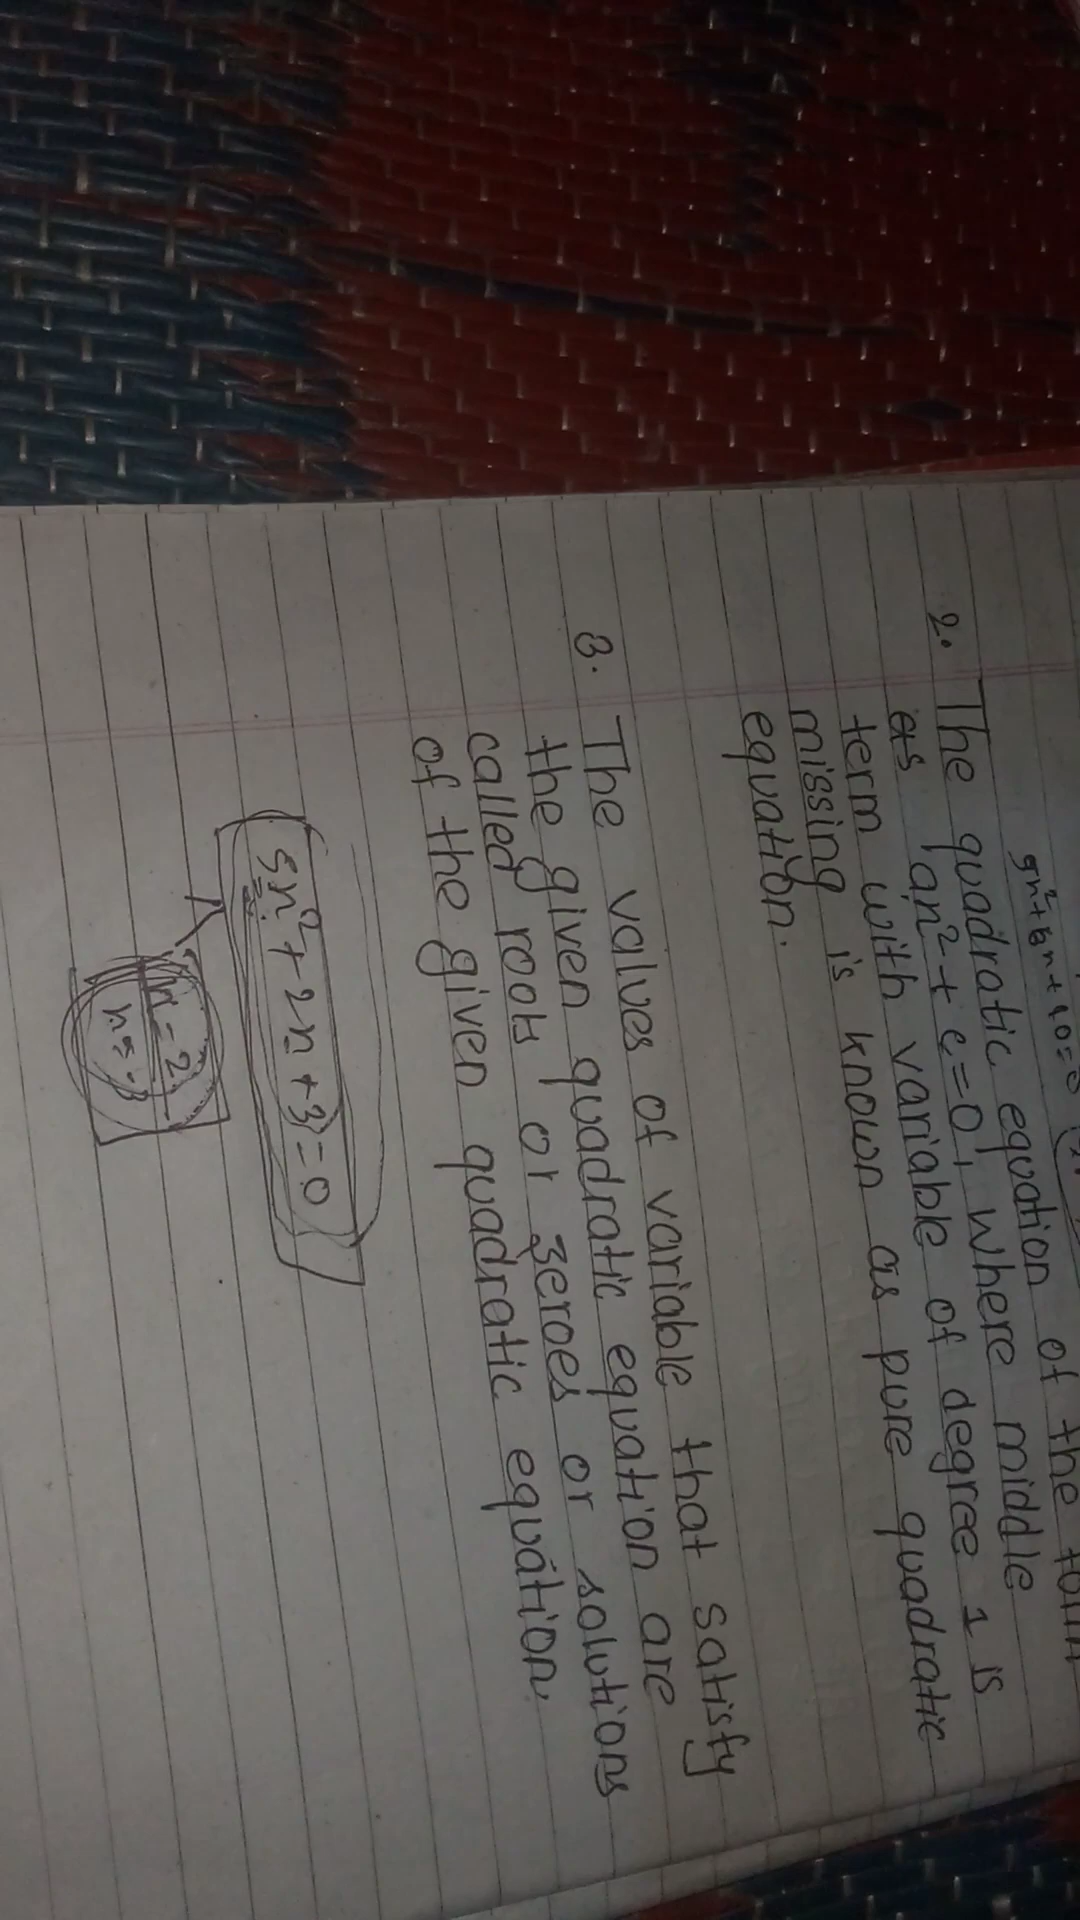 9x²+2x+10=0
2. The quadratic equation of the form
as ax²+c=0, where middle
term with variable of degree 1 is
missing is known as pure quadratic
equation.
3. The values of variable that satisfy
the given quadratic equation are
called roots or zeroes or solutions
of the given quadratic equation.
5x²+2x+3=0
x=2
x=-3